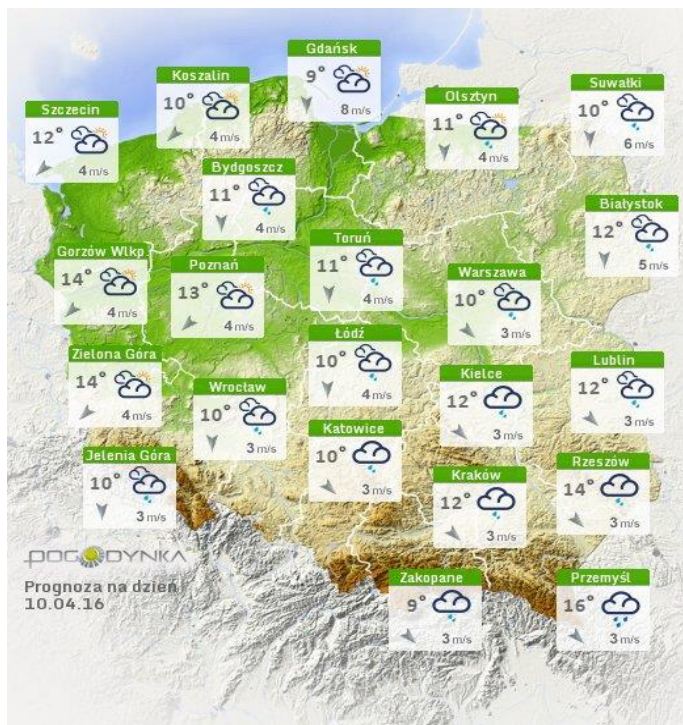 Gdańsk
9°
8 m/s
Koszalin
10°
4 m/s
Szczecin
12°
4 m/s
Olsztyn
11°
4 m/s
Suwałki
10°
6 m/s
Bydgoszcz
11°
4 m/s
Białystok
12°
5 m/s
Gorzów Wlkp.
14°
4 m/s
Poznań
13°
4 m/s
Toruń
11°
4 m/s
Warszawa
10°
3 m/s
Zielona Góra
14°
4 m/s
Wrocław
10°
3 m/s
Łódź
10°
4 m/s
Kielce
12°
3 m/s
Lublin
12°
3 m/s
Jelenia Góra
10°
3 m/s
Katowice
10°
3 m/s
Kraków
12°
3 m/s
Rzeszów
14°
3 m/s
POGODYNKA
Prognoza na dzień
10.04.16
Zakopane
9°
3 m/s
Przemyśl
16°
3 m/s